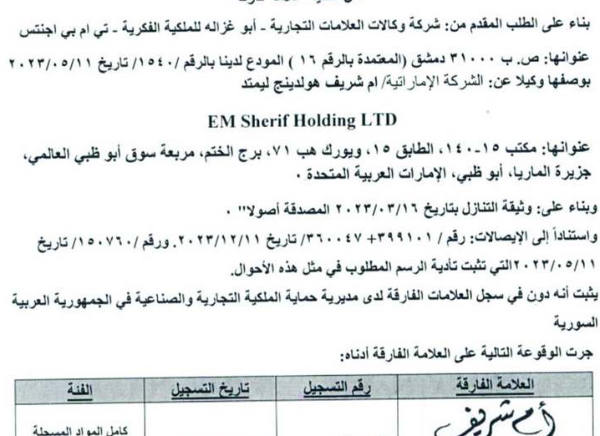 بناء على الطلب المقدم من: شركة وكالات العلامات التجارية - أبو غزاله للملكية الفكرية - تي ام بي اجنتس
عنوانها: ص. ب ٣١٠٠٠ دمشق (المعتمدة بالرقم ١٦ ) المودع لدينا بالرقم /١٥٤٠/ تاريخ ٢٠٢٣/٠٥/١١
بوصفها وكيلا عن: الشركة الإماراتية/ ام شريف هولدينج ليمتد
EM Sherif Holding LTD
عنوانها: مكتب ١٥-١٤٠، الطابق ١٥، ويورك هب ٧١، برج الختم، مربعة سوق أبو ظبي العالمي،
جزيرة الماريا، أبو ظبي، الإمارات العربية المتحدة ٠
وبناء على: وثيقة التنازل بتاريخ ٢٠٢٣/٠٣/١٦ المصدقة أصولا" ٠
واستناداً إلى الإيصالات: رقم / ٣٩٩١٠١+ ٣٦٠٠٤٧/ تاريخ ٢٠٢٣/١٢/١١. ورقم /١٥٠٧٦٠/ تاريخ
٢٠٢٣/٠٥/١١التي تثبت تأدية الرسم المطلوب في مثل هذه الأحوال.
يثبت أنه دون في سجل العلامات الفارقة لدى مديرية حماية الملكية التجارية والصناعية في الجمهورية العربية
السورية
جرت الوقوعة التالية على العلامة الفارقة أدناه:
العلامة الفارقة رقم التسجيل تاريخ التسجيل الفئة
أم شريف كامل المواد المسجلة